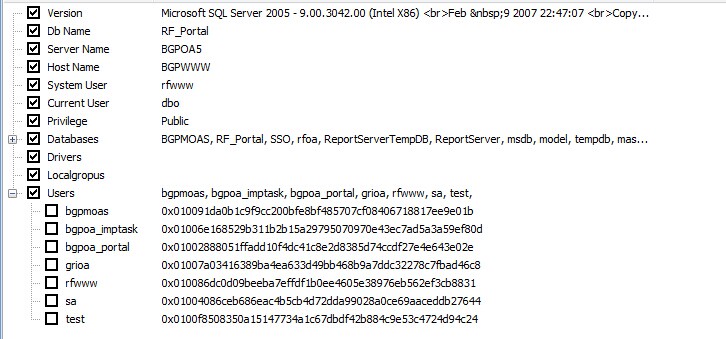 Version Microsoft SQL Server 2005 - 9.00.3042.00 (Intel X86) <br>Feb &nbsp;9 2007 22:47:07 <br>Copy...
Db Name RF_Portal
Server Name BGPOA5
Host Name BGPWWW
System User rfwww
Current User dbo
Privilege Public
Databases BGPMOAS, RF_Portal, SSO, rfoa, ReportServerTempDB, ReportServer, msdb, model, tempdb, mas...
Drivers
Localgropus
Users bgpmoas, bgpoa_imptask, bgpoa_portal, grioa, rfwww, sa, test,
bgpmoas 0x010091da0b1c9f9cc200bfe8bf485707cf08406718817ee9e01b
bgpoa_imptask 0x01006e168529b311b2b15a29795070970e43ec7ad5a3a59ef80d
bgpoa_portal 0x01002888051ffadd10f4dc41c8e2d8385d74ccdf27e4e643e02e
grioa 0x01007a03416389ba4ea633d49bb468b9a7ddc32278c7fbad46c8
rfwww 0x010086dc0d09beeba7effdf1b0ee4605e38976eb562ef3cb8831
sa 0x01004086ceb686eac4b5cb4d72dda99028a0ce69aaceddb27644
test 0x0100f8508350a15147734a1c67dbdf42b884c9e53c4724d94c24